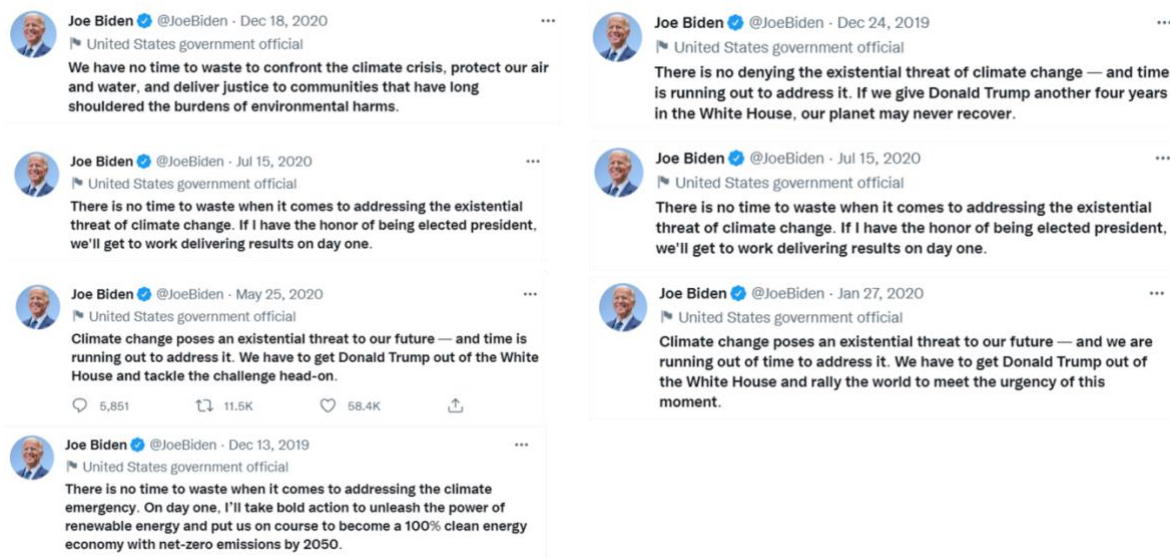 Joe Biden @JoeBiden · Dec 18, 2020
United States government official
We have no time to waste to confront the climate crisis, protect our air
and water, and deliver justice to communities that have long
shouldered the burdens of environmental harms.
Joe Biden @JoeBiden · Jul 15, 2020
United States government official
There is no time to waste when it comes to addressing the existential
threat of climate change. If I have the honor of being elected president,
we'll get to work delivering results on day one.
Joe Biden @JoeBiden · May 25, 2020
United States government official
Climate change poses an existential threat to our future — and time is
running out to address it. We have to get Donald Trump out of the White
House and tackle the challenge head-on.
5,851 11.5K 58.4K
Joe Biden @JoeBiden · Dec 13, 2019
United States government official
There is no time to waste when it comes to addressing the climate
emergency. On day one, I'll take bold action to unleash the power of
renewable energy and put us on course to become a 100% clean energy
economy with net-zero emissions by 2050.
Joe Biden @JoeBiden · Dec 24, 2019
United States government official
There is no denying the existential threat of climate change — and time
is running out to address it. If we give Donald Trump another four years
in the White House, our planet may never recover.
Joe Biden @JoeBiden · Jul 15, 2020
United States government official
There is no time to waste when it comes to addressing the existential
threat of climate change. If I have the honor of being elected president,
we'll get to work delivering results on day one.
Joe Biden @JoeBiden · Jan 27, 2020
United States government official
Climate change poses an existential threat to our future — and we are
running out of time to address it. We have to get Donald Trump out of
the White House and rally the world to meet the urgency of this
moment.